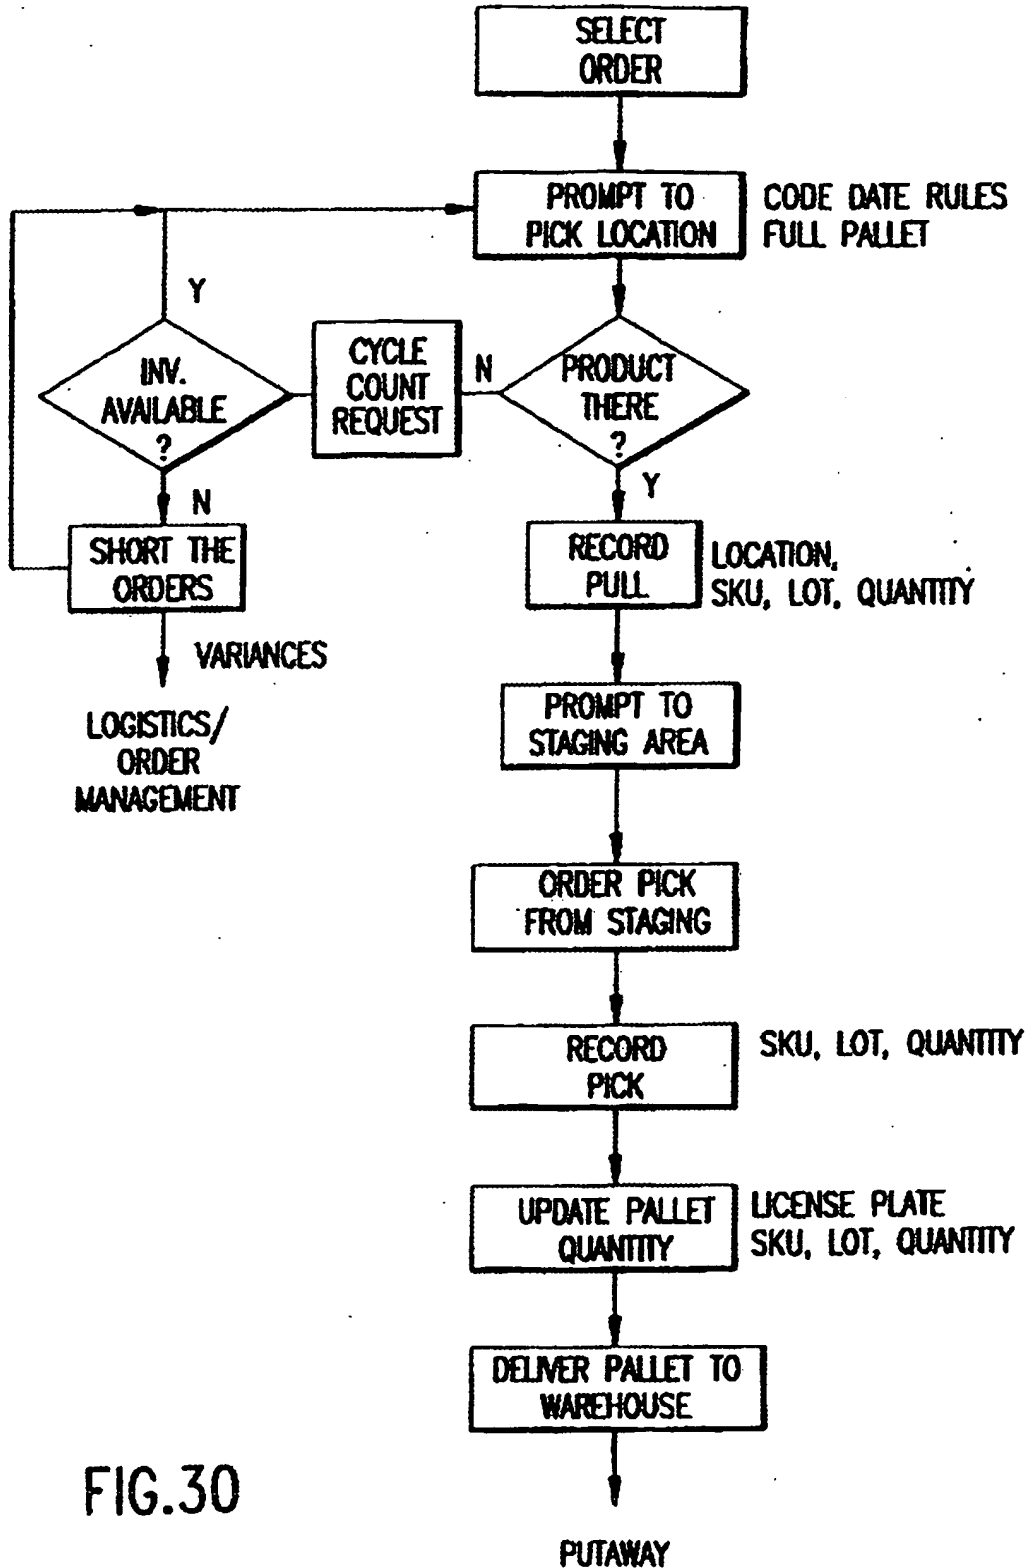 SELECT
ORDER
PROMPT TO
PICK LOCATION
CODE DATE RULES
FULL PALLET
Y
INV.
AVAILABLE
?
CYCLE
COUNT
REQUEST
N
PRODUCT
THERE
?
N
Y
SHORT THE
ORDERS
RECORD
PULL
LOCATION,
SKU, LOT, QUANTITY
VARIANCES
LOGISTICS/
ORDER
MANAGEMENT
PROMPT TO
STAGING AREA
ORDER PICK
FROM STAGING
RECORD
PICK
SKU, LOT, QUANTITY
UPDATE PALLET
QUANTITY
LICENSE PLATE
SKU, LOT, QUANTITY
DELIVER PALLET TO
WAREHOUSE
FIG.30
PUTAWAY